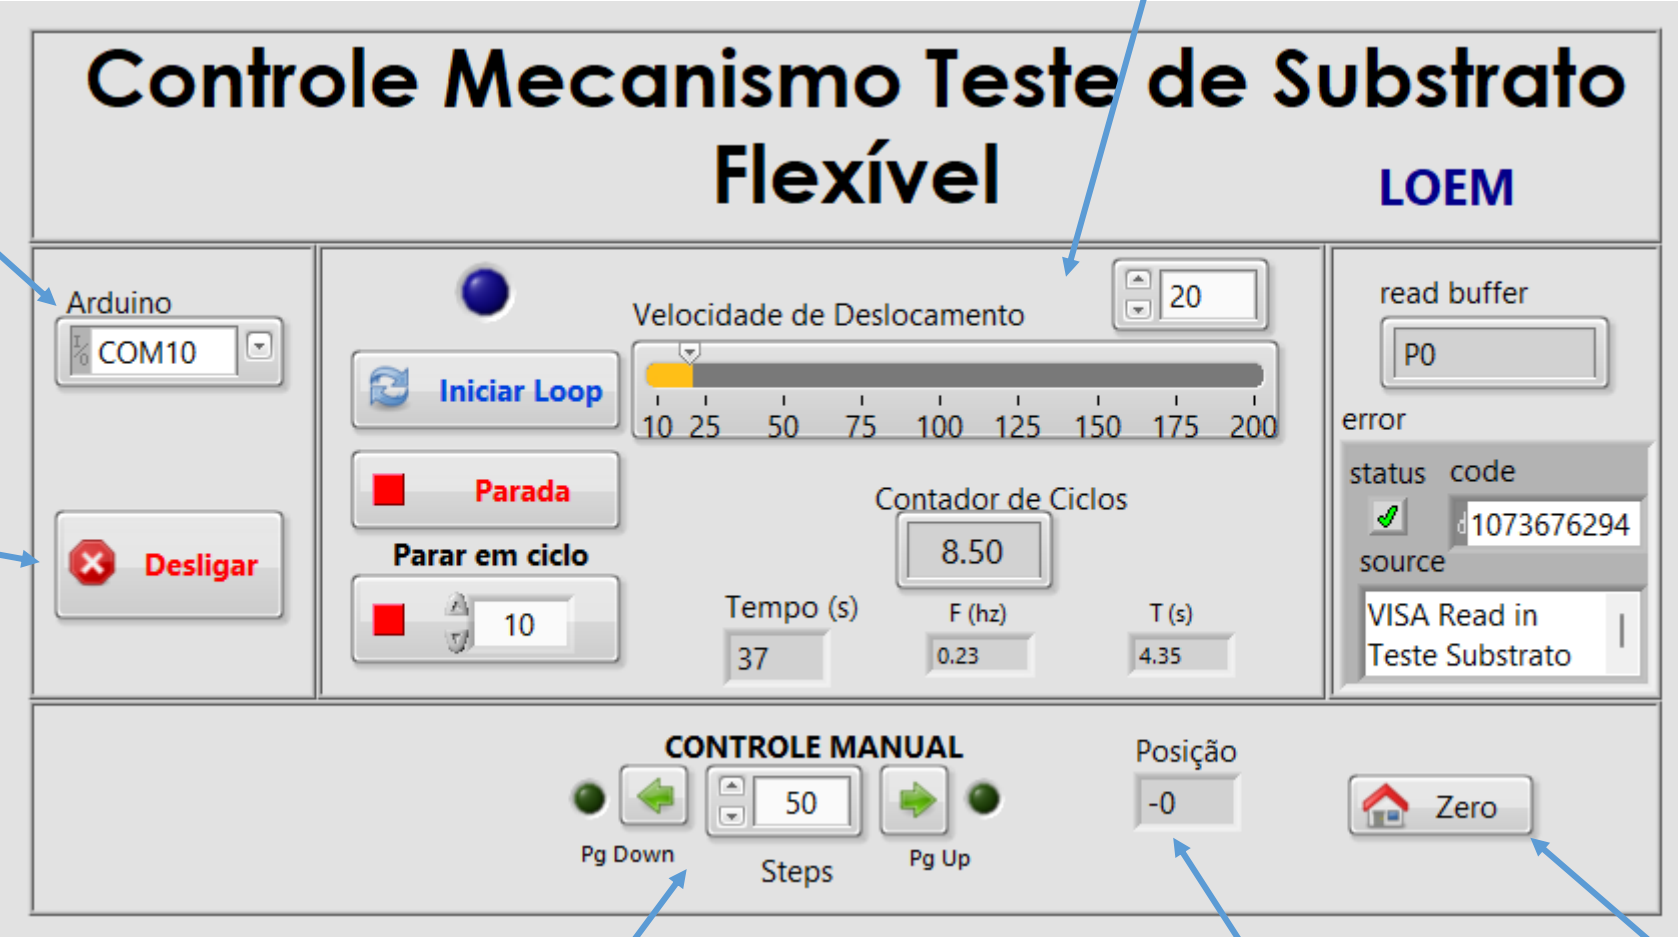 Controle Mecanismo Teste de Substrato
Flexível
LOEM
Arduino
I/O COM10
Desligar
Iniciar Loop
Parada
Parar em ciclo
10
Velocidade de Deslocamento
20
10 25 50 75 100 125 150 175 200
Contador de Ciclos
8.50
Tempo (s) F (hz) T (s)
37 0.23 4.35
read buffer
P0
error
status code
d 1073676294
source
VISA Read in
Teste Substrato
CONTROLE MANUAL
50
Pg Down Steps Pg Up
Posição
-0
Zero